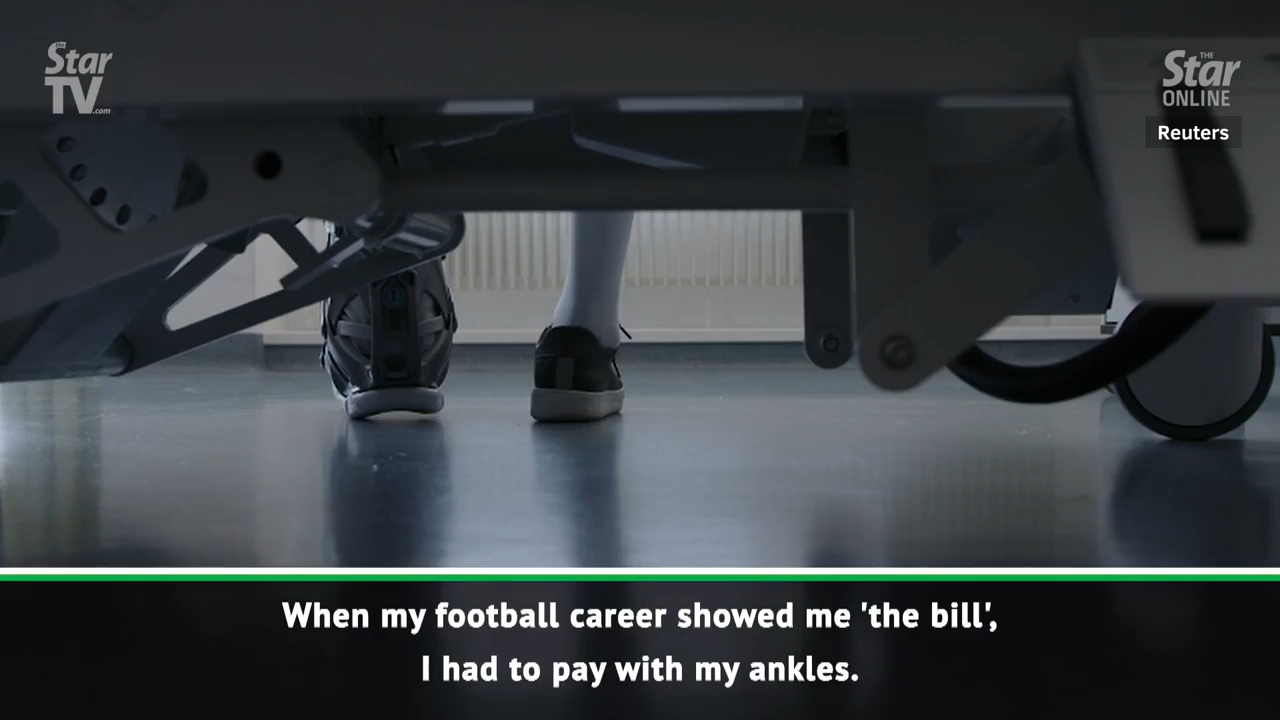 THE
Star
TV.com
THE
Star
ONLINE
Reuters
When my football career showed me 'the bill',
I had to pay with my ankles.